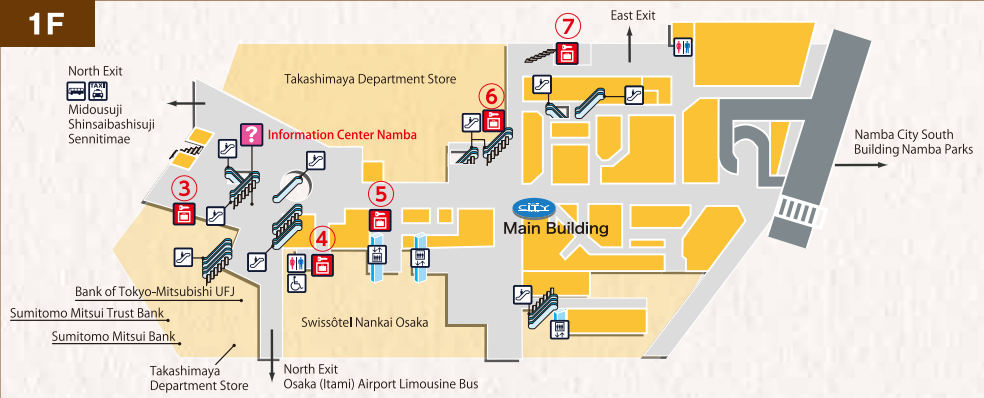 1F
East Exit
7
North Exit
TAXI
Midousuji
Shinsaibashisuji
Sennitimae
Takashimaya Department Store
6
?
Information Center Namba
Namba City South
Building Namba Parks
3
5
CITY
Main Building
4
Bank of Tokyo-Mitsubishi UFJ
Sumitomo Mitsui Trust Bank
Swissôtel Nankai Osaka
Sumitomo Mitsui Bank
Takashimaya
Department Store
North Exit
Osaka (Itami) Airport Limousine Bus